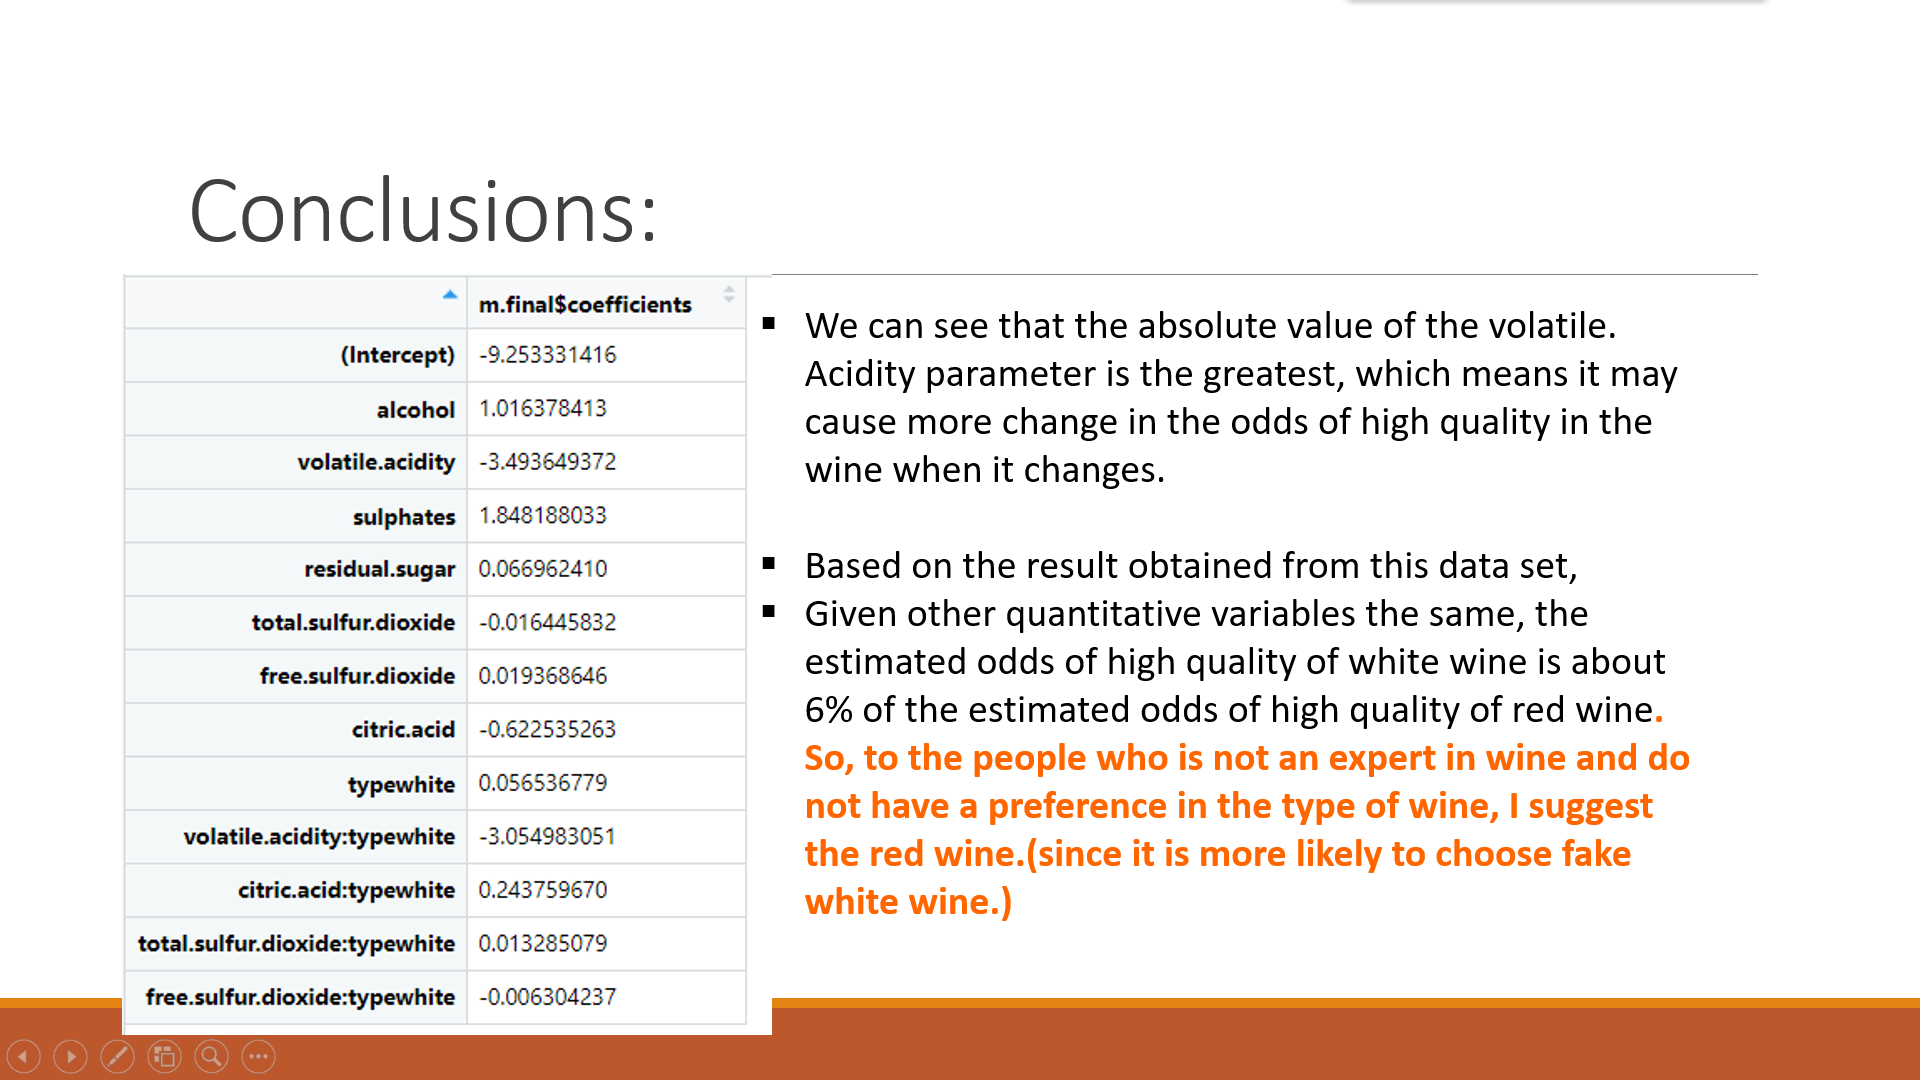 Conclusions:
m.final$coefficients
(Intercept) -9.253331416
alcohol 1.016378413
volatile.acidity -3.493649372
sulphates 1.848188033
residual.sugar 0.066962410
total.sulfur.dioxide -0.016445832
free.sulfur.dioxide 0.019368646
citric.acid -0.622535263
typewhite 0.056536779
volatile.acidity:typewhite -3.054983051
citric.acid:typewhite 0.243759670
total.sulfur.dioxide:typewhite 0.013285079
free.sulfur.dioxide:typewhite -0.006304237
▪ We can see that the absolute value of the volatile.
Acidity parameter is the greatest, which means it may
cause more change in the odds of high quality in the
wine when it changes.
▪ Based on the result obtained from this data set,
▪ Given other quantitative variables the same, the
estimated odds of high quality of white wine is about
6% of the estimated odds of high quality of red wine.
So, to the people who is not an expert in wine and do
not have a preference in the type of wine, I suggest
the red wine.(since it is more likely to choose fake
white wine.)